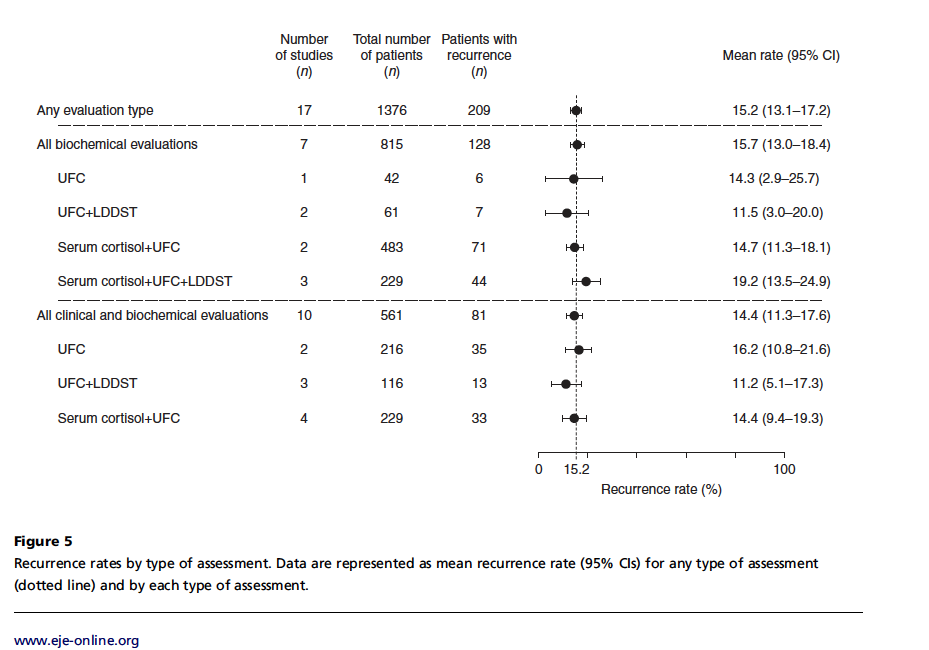 Number of studies (n) Total number of patients (n) Patients with recurrence (n) Mean rate (95% CI)
Any evaluation type 17 1376 209 15.2 (13.1–17.2)
All biochemical evaluations 7 815 128 15.7 (13.0–18.4)
UFC 1 42 6 14.3 (2.9–25.7)
UFC+LDDST 2 61 7 11.5 (3.0–20.0)
Serum cortisol+UFC 2 483 71 14.7 (11.3–18.1)
Serum cortisol+UFC+LDDST 3 229 44 19.2 (13.5–24.9)
All clinical and biochemical evaluations 10 561 81 14.4 (11.3–17.6)
UFC 2 216 35 16.2 (10.8–21.6)
UFC+LDDST 3 116 13 11.2 (5.1–17.3)
Serum cortisol+UFC 4 229 33 14.4 (9.4–19.3)
0 15.2 100
Recurrence rate (%)
Figure 5
Recurrence rates by type of assessment. Data are represented as mean recurrence rate (95% CIs) for any type of assessment
(dotted line) and by each type of assessment.
www.eje-online.org